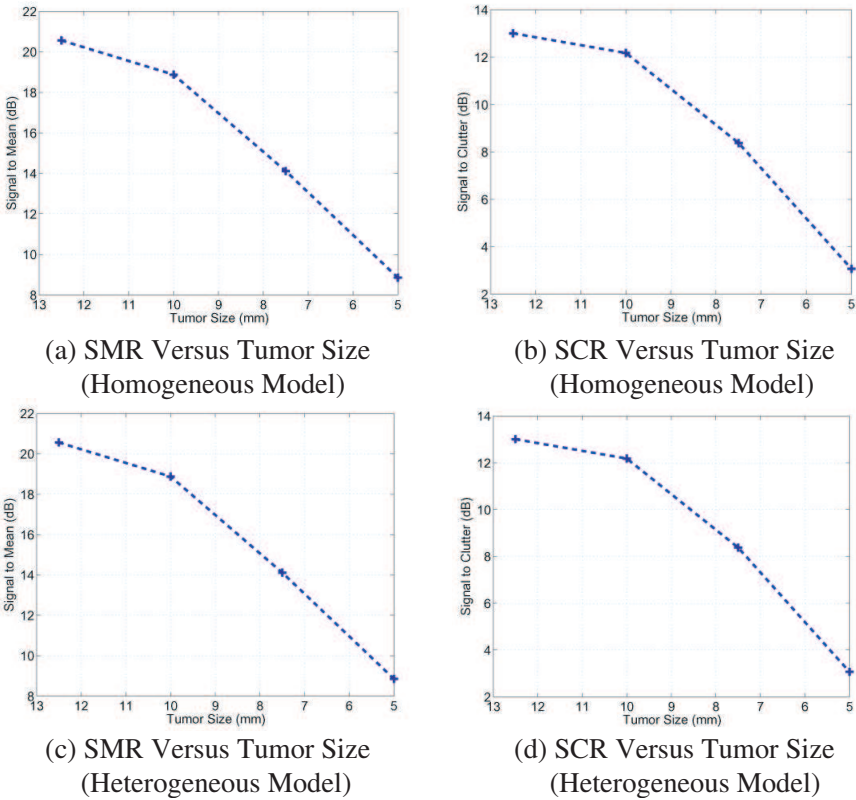 22
20
18
16
14
12
10
8
Signal to Mean (dB)
13 12 11 10 9 8 7 6 5
Tumor Size (mm)
(a) SMR Versus Tumor Size
(Homogeneous Model)
14
12
10
8
6
4
2
Signal to Clutter (dB)
13 12 11 10 9 8 7 6 5
Tumor Size (mm)
(b) SCR Versus Tumor Size
(Homogeneous Model)
22
20
18
16
14
12
10
8
Signal to Mean (dB)
13 12 11 10 9 8 7 6 5
Tumor Size (mm)
(c) SMR Versus Tumor Size
(Heterogeneous Model)
14
12
10
8
6
4
2
Signal to Clutter (dB)
13 12 11 10 9 8 7 6 5
Tumor Size (mm)
(d) SCR Versus Tumor Size
(Heterogeneous Model)